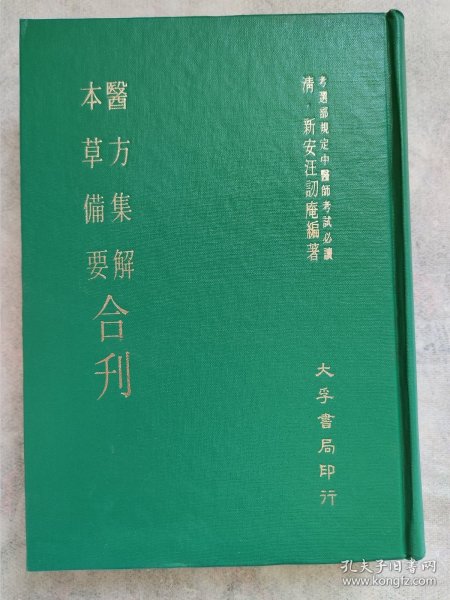 考選部規定中醫師考試必讀
清·新安汪訒庵編著
醫方集解
本草備要
合刊
大孚書局印行
孔夫子旧书网
www.kongfz.com